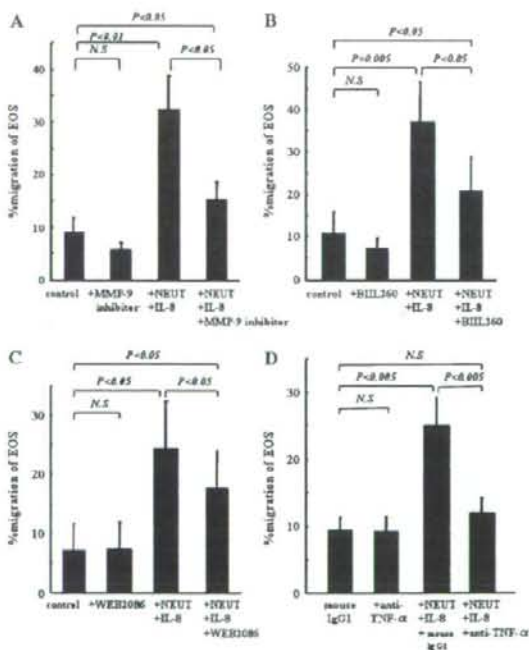 A
P<0.05
P<0.01
N.S
P<0.05
%emigration of EOS
40
30
20
10
0
control
+MMP-9
inhibitor
+NEUT
+IL-8
+NEUT
+IL-8
+MMP-9 inhibitor
B
P<0.05
P=0.005
P<0.05
N.S
%migration of EOS
50
40
30
20
10
0
control
+BIIL260
+NEUT
+IL-8
+NEUT
+IL-8
+BIIL260
C
P<0.05
P<0.05
P<0.05
N.S
%migration of EOS
30
20
10
0
control
+WEB2086
+NEUT
+IL-8
+NEUT
+IL-8
+WEB2086
D
N.S
P<0.005
P<0.005
N.S
%migration of EOS
30
20
10
0
mouse
IgG1
+anti-
TNF-α
+NEUT
+IL-8
+mouse
IgG1
+NEUT
+IL-8
+anti-TNF-α